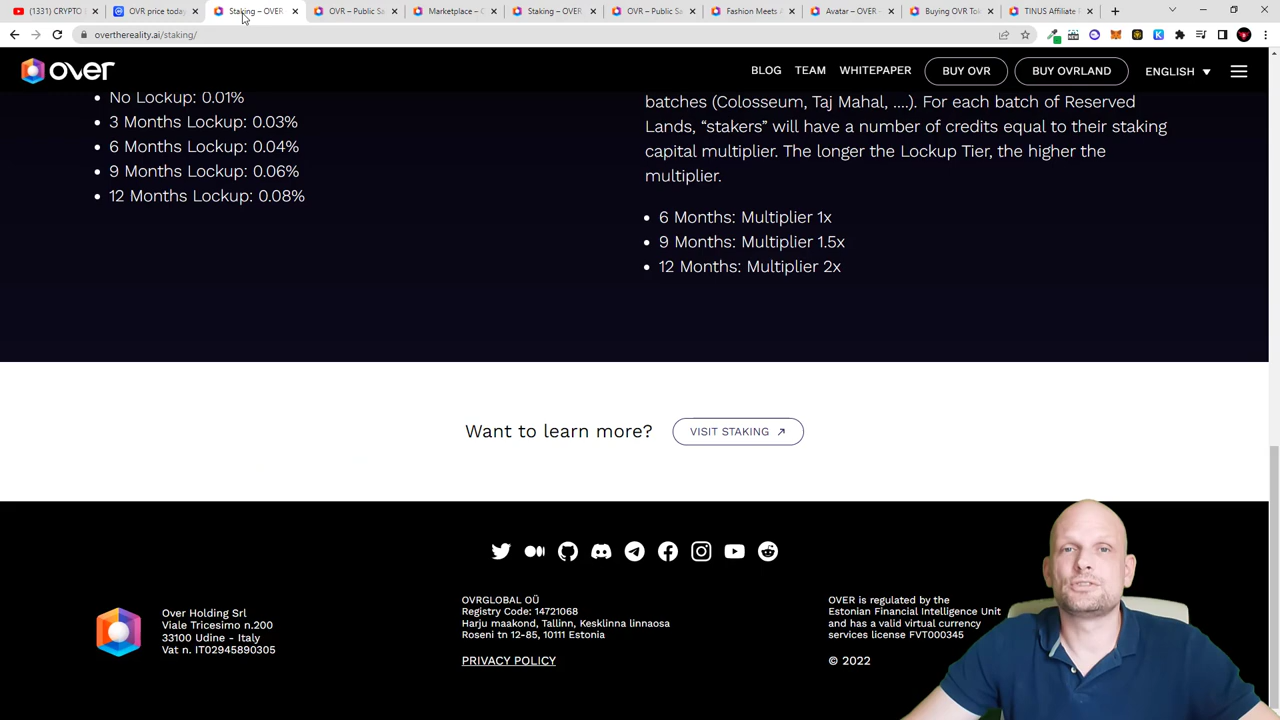 (1331) CRYPTO
OVR price today
Staking – OVER
OVR – Public Sa
Marketplace – O
Staking – OVER
OVR – Public Sa
Fashion Meets A
Avatar – OVER
Buying OVR Tok
TINUS Affiliate P
overthereality.ai/staking/
over
BLOG
TEAM
WHITEPAPER
BUY OVR
BUY OVRLAND
ENGLISH
No Lockup: 0.01%
3 Months Lockup: 0.03%
6 Months Lockup: 0.04%
9 Months Lockup: 0.06%
12 Months Lockup: 0.08%
batches (Colosseum, Taj Mahal, ....). For each batch of Reserved
Lands, “stakers” will have a number of credits equal to their staking
capital multiplier. The longer the Lockup Tier, the higher the
multiplier.
6 Months: Multiplier 1x
9 Months: Multiplier 1.5x
12 Months: Multiplier 2x
Want to learn more?
VISIT STAKING
Over Holding Srl
Viale Tricesimo n.200
33100 Udine - Italy
Vat n. IT02945890305
OVRGLOBAL OÜ
Registry Code: 14721068
Harju maakond, Tallinn, Kesklinna linnaosa
Roseni tn 12-85, 10111 Estonia
PRIVACY POLICY
OVER is regulated by the
Estonian Financial Intelligence Unit
and has a valid virtual currency
services license FVT000345
© 2022